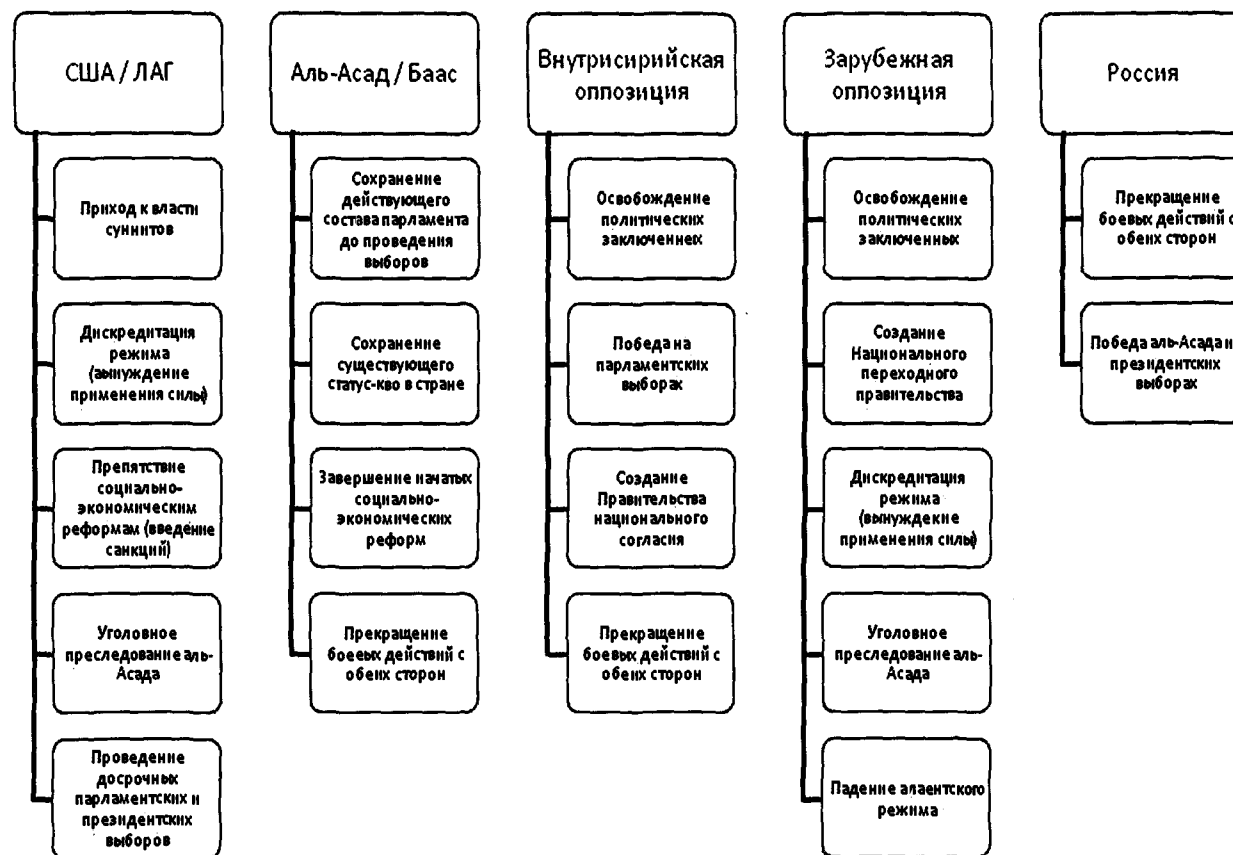 США / ЛАГ
Приход к власти
суннитов
Дискредитация
режима
(вынуждение
применения силы)
Препятствие
социально-
экономическим
реформам (введение
санкций)
Уголовное
преследование аль-
Асада
Проведение
досрочных
парламентских и
президентских
выборов
Аль-Асад / Баас
Сохранение
действующего
состава парламента
до проведения
выборов
Сохранение
существующего
статус-кво в стране
Завершение начатых
социально-
экономических
реформ
Прекращение
боееых действий с
обеих сторон
Внутрисирийская
оппозиция
Освобождение
политических
заключеннех
Победа на
парламентских
выборах
Создание
Правительства
национального
согласия
Прекращение
боевых действий с
обеих сторон
Зарубежная
оппозиция
Освобождение
политических
заключенных
Создание
Национального
переходного
правительства
Дискредитация
режима
(вынуждекие
применения силы)
Уголовное
преследование аль-
Асада
Падение алаентского
режима
Россия
Прекращение
боевых действий с
обеих сторон
Победа аль-Асада н
президентских
выборах